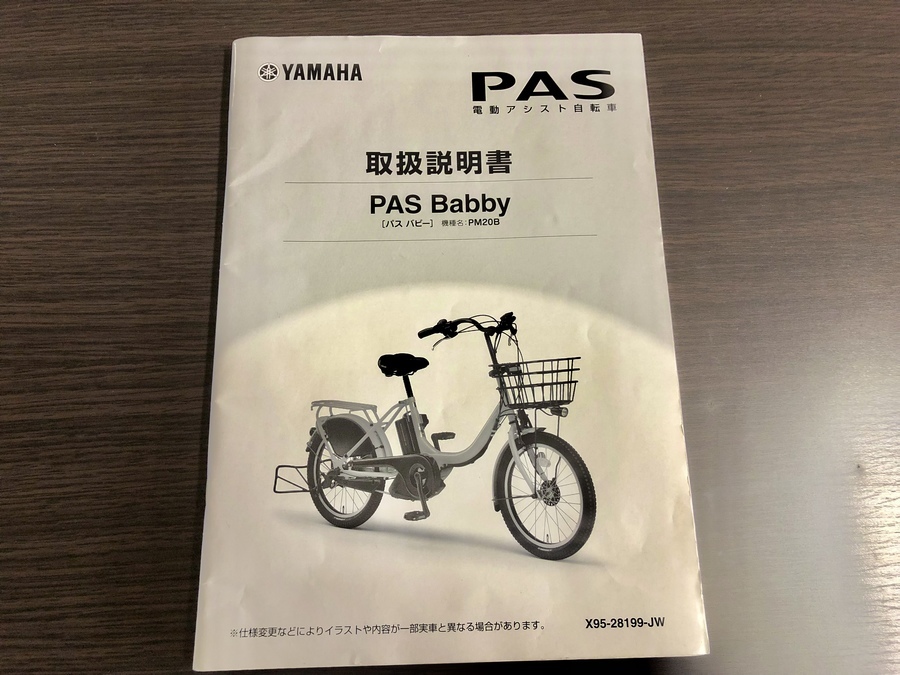 YAMAHA
PAS
電動アシスト自転車
取扱説明書
PAS Babby
[パス バビー] 機種名:PM20B
※仕様変更などによりイラストや内容が一部実車と異なる場合があります。
X95-28199-JW